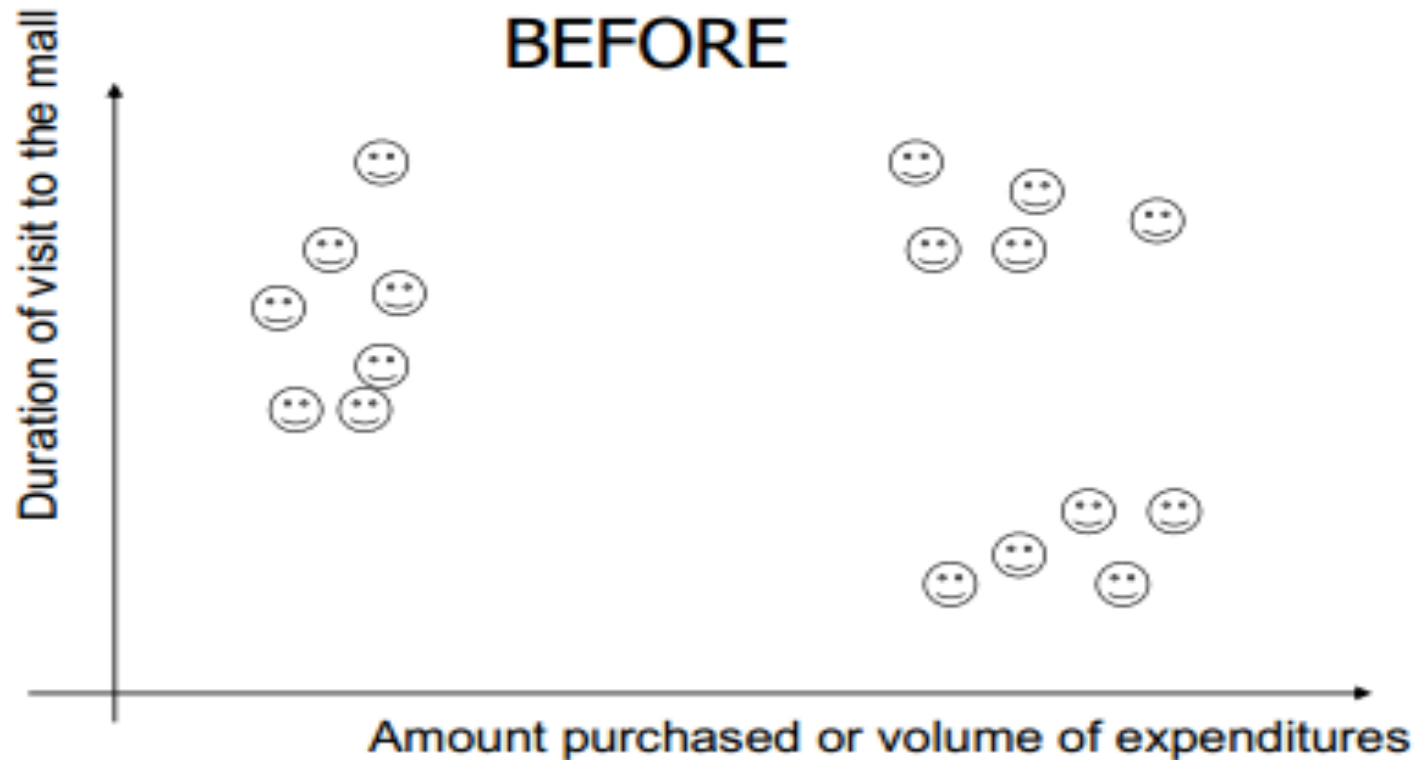 BEFORE
Duration of visit to the mall
Amount purchased or volume of expenditures